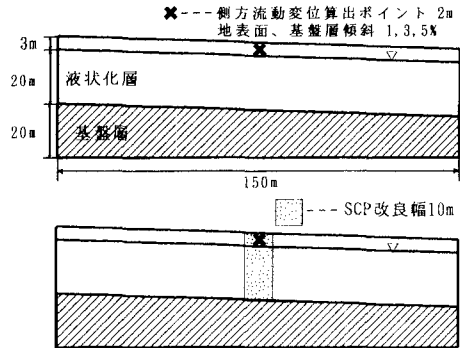 ✖--- 側方流動変位算出ポイント 2m
地表面、基盤層傾斜 1,3,5%
3m
▽
20m
液状化層
20m
基盤層
150m
--- SCP改良幅10m
▽